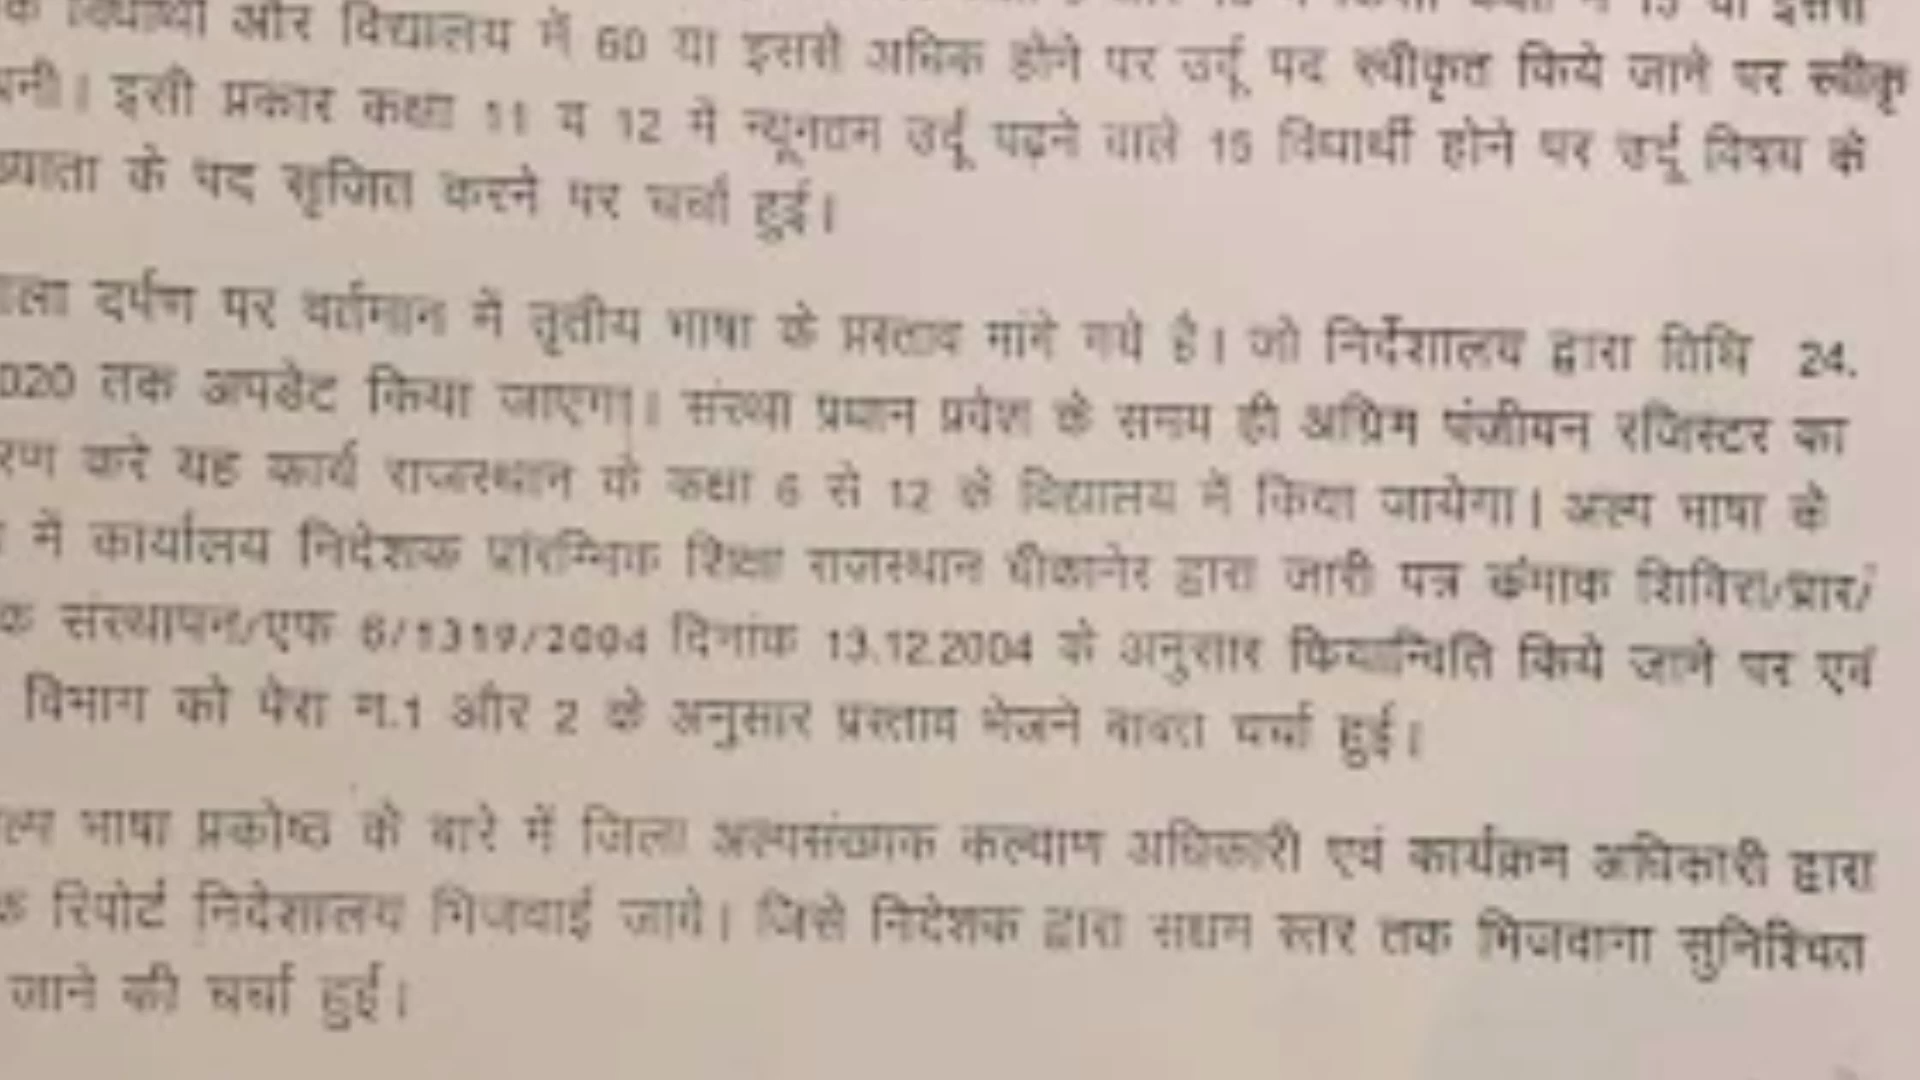 विद्यार्थी और विद्यालय में 60 या इससे अधिक होने पर उर्दू पद स्वीकृत किये जाने पर स्वीकृ
इसी प्रकार कक्षा 11 व 12 में न्यूनतम उर्दू पढ़ने वाले 15 विद्यार्थी होने पर उर्दू विषय के
ख्याता के पद सृजित करने पर चर्चा हुई।
ला दर्पण पर वर्तमान में तृतीय भाषा के प्रस्ताव मांगे गये है। जो निर्देशालय द्वारा तिथि 24.
020 तक अपडेट किया जाएगा। संस्था प्रधान प्रवेश के समय ही अग्रिम पंजीयन रजिस्टर का
रण करे यह कार्य राजस्थान के कक्षा 6 से 12 के विद्यालय में किया जायेगा। अल्प भाषा के
में कार्यालय निदेशक प्रारंम्भिक शिक्षा राजस्थान बीकानेर द्वारा जारी पत्र कंमाक शिविरा/प्रार/
क संस्थापन/एफ 6/1319/2004 दिनांक 13.12.2004 के अनुसार कियान्विति किये जाने पर एवं
विभाग को पेरा न.1 और 2 के अनुसार प्रस्ताव भेजने बाबत चर्चा हुई।
ल्प भाषा प्रकोष्ठ के बारे में जिला अल्पसंख्यक कल्याण अधिकारी एवं कार्यक्रम अधिकारी द्वारा
क रिपोर्ट निदेशालय भिजवाई जावे। जिसे निदेशक द्वारा सक्षम स्तर तक भिजवाना सुनिश्चित
जाने की चर्चा हुई।